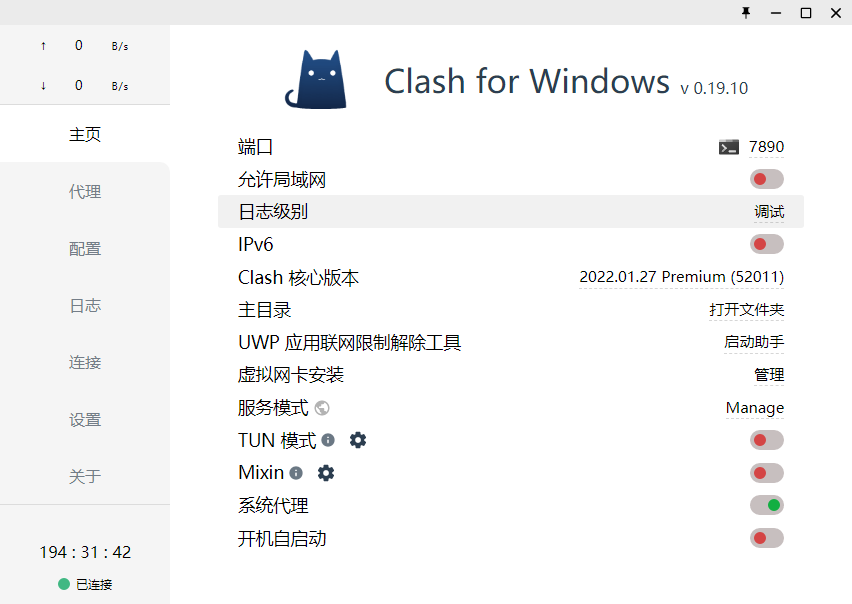 ↑ 0 B/s
↓ 0 B/s
主页
代理
配置
日志
连接
设置
关于
194 : 31 : 42
已连接
Clash for Windows v 0.19.10
端口 7890
允许局域网
日志级别 调试
IPv6
Clash 核心版本 2022.01.27 Premium (52011)
主目录 打开文件夹
UWP 应用联网限制解除工具 启动助手
虚拟网卡安装 管理
服务模式 Manage
TUN 模式
Mixin
系统代理
开机自启动